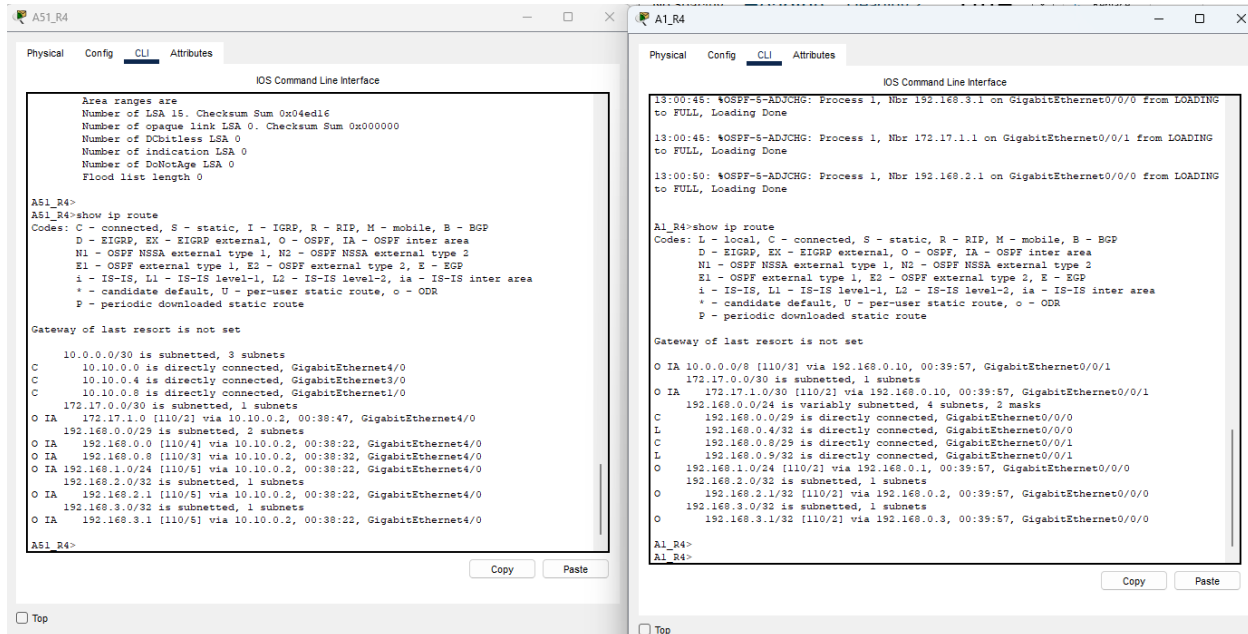 A51_R4
Physical Config CLI Attributes
IOS Command Line Interface
Area ranges are
Number of LSA 15. Checksum Sum 0x04ed16
Number of opaque link LSA 0. Checksum Sum 0x000000
Number of DCbitless LSA 0
Number of indication LSA 0
Number of DoNotAge LSA 0
Flood list length 0
A51_R4>
A51_R4>show ip route
Codes: C - connected, S - static, I - IGRP, R - RIP, M - mobile, B - BGP
D - EIGRP, EX - EIGRP external, O - OSPF, IA - OSPF inter area
N1 - OSPF NSSA external type 1, N2 - OSPF NSSA external type 2
E1 - OSPF external type 1, E2 - OSPF external type 2, E - EGP
i - IS-IS, L1 - IS-IS level-1, L2 - IS-IS level-2, ia - IS-IS inter area
* - candidate default, U - per-user static route, o - ODR
P - periodic downloaded static route
Gateway of last resort is not set
10.0.0.0/30 is subnetted, 3 subnets
C 10.10.0.0 is directly connected, GigabitEthernet4/0
C 10.10.0.4 is directly connected, GigabitEthernet3/0
C 10.10.0.8 is directly connected, GigabitEthernet1/0
172.17.0.0/30 is subnetted, 1 subnets
O IA 172.17.1.0 [110/2] via 10.10.0.2, 00:38:47, GigabitEthernet4/0
192.168.0.0/29 is subnetted, 2 subnets
O IA 192.168.0.0 [110/4] via 10.10.0.2, 00:38:22, GigabitEthernet4/0
O IA 192.168.0.8 [110/3] via 10.10.0.2, 00:38:32, GigabitEthernet4/0
O IA 192.168.1.0/24 [110/5] via 10.10.0.2, 00:38:22, GigabitEthernet4/0
192.168.2.0/32 is subnetted, 1 subnets
O IA 192.168.2.1 [110/5] via 10.10.0.2, 00:38:22, GigabitEthernet4/0
192.168.3.0/32 is subnetted, 1 subnets
O IA 192.168.3.1 [110/5] via 10.10.0.2, 00:38:22, GigabitEthernet4/0
A51_R4>
Copy Paste
Top
A1_R4
Physical Config CLI Attributes
IOS Command Line Interface
13:00:45: %OSPF-5-ADJCHG: Process 1, Nbr 192.168.3.1 on GigabitEthernet0/0/0 from LOADING
to FULL, Loading Done
13:00:45: %OSPF-5-ADJCHG: Process 1, Nbr 172.17.1.1 on GigabitEthernet0/0/1 from LOADING
to FULL, Loading Done
13:00:50: %OSPF-5-ADJCHG: Process 1, Nbr 192.168.2.1 on GigabitEthernet0/0/0 from LOADING
to FULL, Loading Done
A1_R4>show ip route
Codes: L - local, C - connected, S - static, R - RIP, M - mobile, B - BGP
D - EIGRP, EX - EIGRP external, O - OSPF, IA - OSPF inter area
N1 - OSPF NSSA external type 1, N2 - OSPF NSSA external type 2
E1 - OSPF external type 1, E2 - OSPF external type 2, E - EGP
i - IS-IS, L1 - IS-IS level-1, L2 - IS-IS level-2, ia - IS-IS inter area
* - candidate default, U - per-user static route, o - ODR
P - periodic downloaded static route
Gateway of last resort is not set
O IA 10.0.0.0/8 [110/3] via 192.168.0.10, 00:39:57, GigabitEthernet0/0/1
172.17.0.0/30 is subnetted, 1 subnets
O IA 172.17.1.0/30 [110/2] via 192.168.0.10, 00:39:57, GigabitEthernet0/0/1
192.168.0.0/24 is variably subnetted, 4 subnets, 2 masks
C 192.168.0.0/29 is directly connected, GigabitEthernet0/0/0
L 192.168.0.4/32 is directly connected, GigabitEthernet0/0/0
C 192.168.0.8/29 is directly connected, GigabitEthernet0/0/1
L 192.168.0.9/32 is directly connected, GigabitEthernet0/0/1
O 192.168.1.0/24 [110/2] via 192.168.0.1, 00:39:57, GigabitEthernet0/0/0
192.168.2.0/32 is subnetted, 1 subnets
O 192.168.2.1/32 [110/2] via 192.168.0.2, 00:39:57, GigabitEthernet0/0/0
192.168.3.0/32 is subnetted, 1 subnets
O 192.168.3.1/32 [110/2] via 192.168.0.3, 00:39:57, GigabitEthernet0/0/0
A1_R4>
A1_R4>
Copy Paste
Top